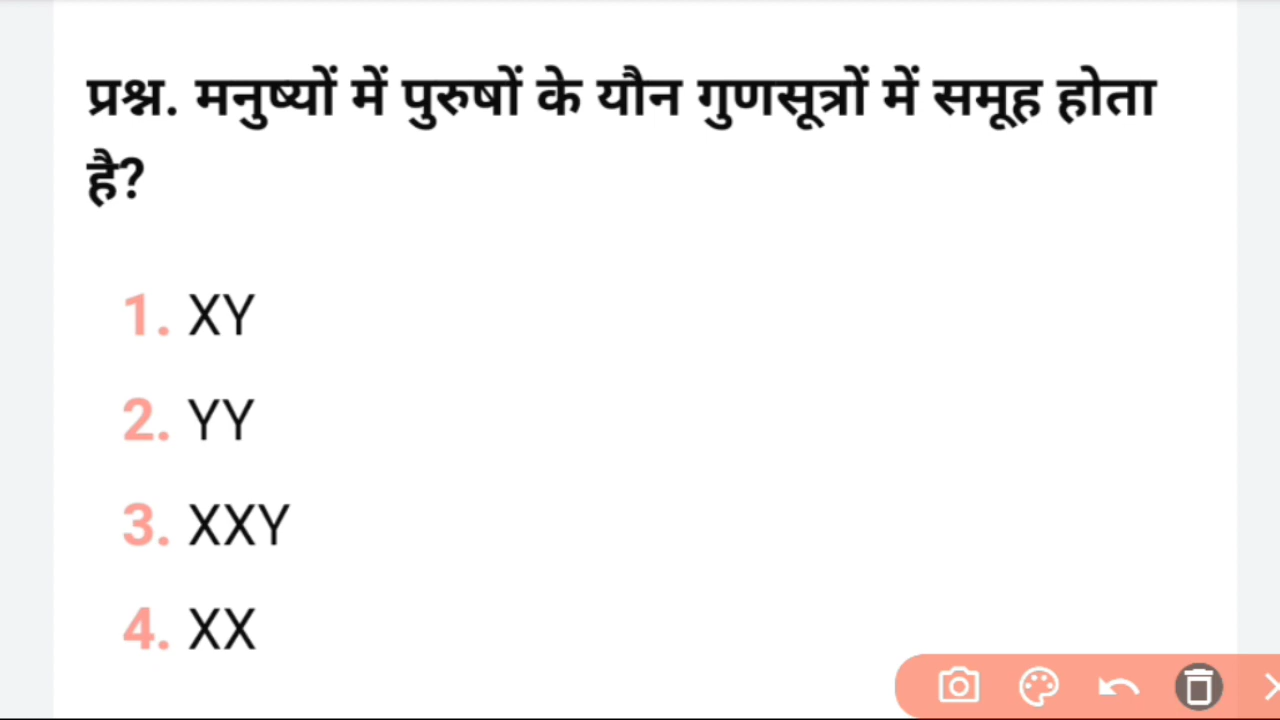 प्रश्न. मनुष्यों में पुरुषों के यौन गुणसूत्रों में समूह होता
है?
1. XY
2. YY
3. XXY
4. XX